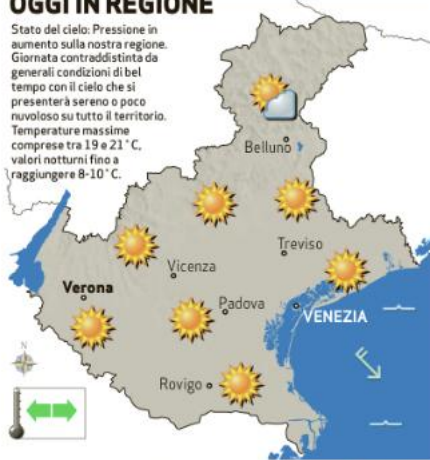 OGGI IN REGIONE
Stato del cielo: Pressione in
aumento sulla nostra regione.
Giornata contraddistinta da
generali condizioni di bel
tempo con il cielo che si
presenterà sereno o poco
nuvoloso su tutto il territorio.
Temperature massime
comprese tra 19 e 21°C,
valori notturni fino a
raggiungere 8-10°C.
Belluno
Treviso
Vicenza
Verona
Padova
VENEZIA
N
Rovigo